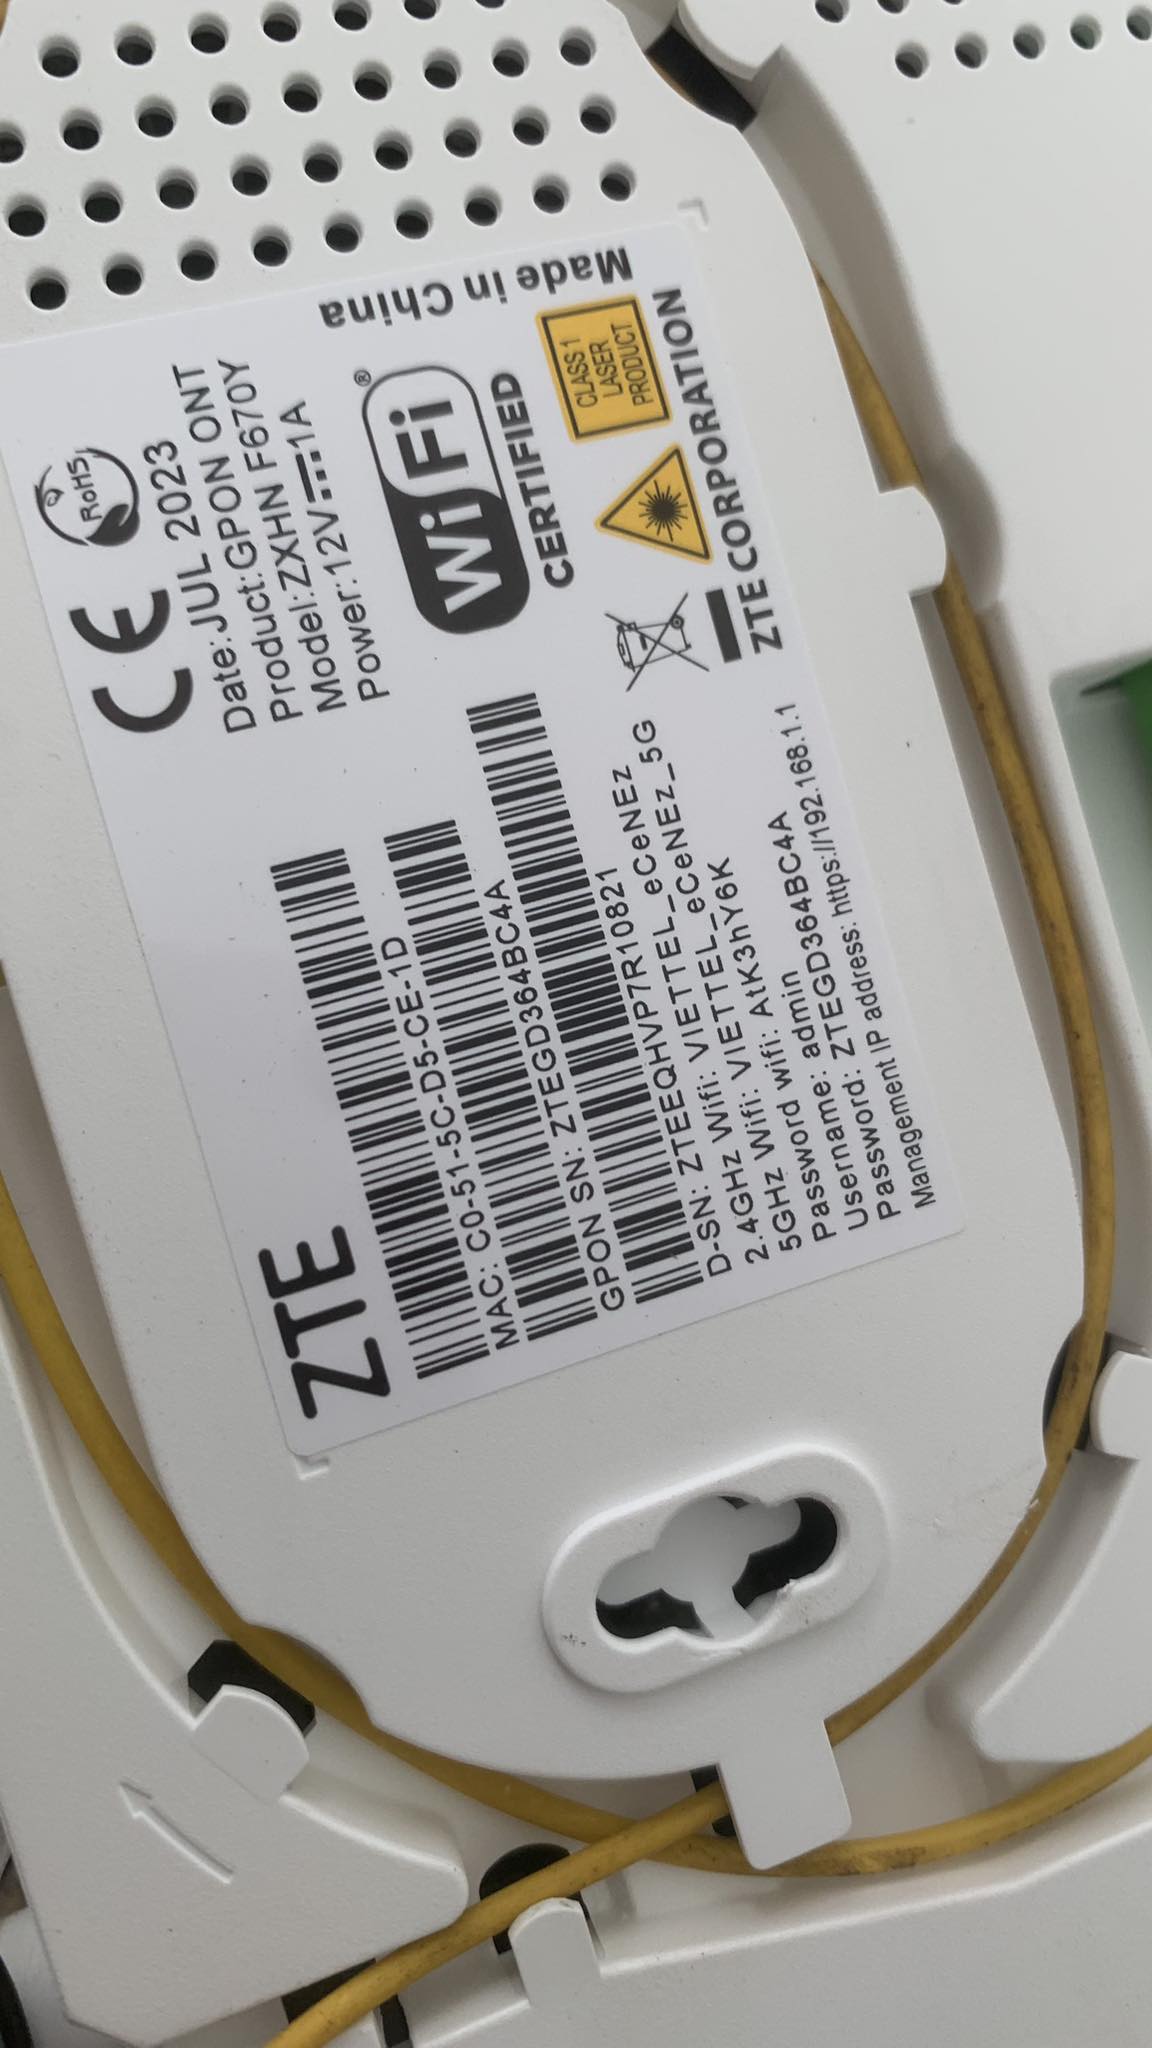 ZTE
MAC: C0-51-5C-D5-CE-1D
GPON SN: ZTEGD364BC4A
D-SN: ZTEEQHVP7R10821
2.4GHz Wifi: VIETTEL_eCeNEz
5GHz Wifi: VIETTEL_eCeNEz_5G
Password wifi: AtK3hY6K
Username: admin
Password: ZTEGD364BC4A
Management IP address: https://192.168.1.1
CE
RoHS
Date:JUL 2023
Product:GPON ONT
Model:ZXHN F670Y
Power:12V⎓1A
WiFi®
CERTIFIED
Made in China
CLASS 1
LASER
PRODUCT
ZTE CORPORATION